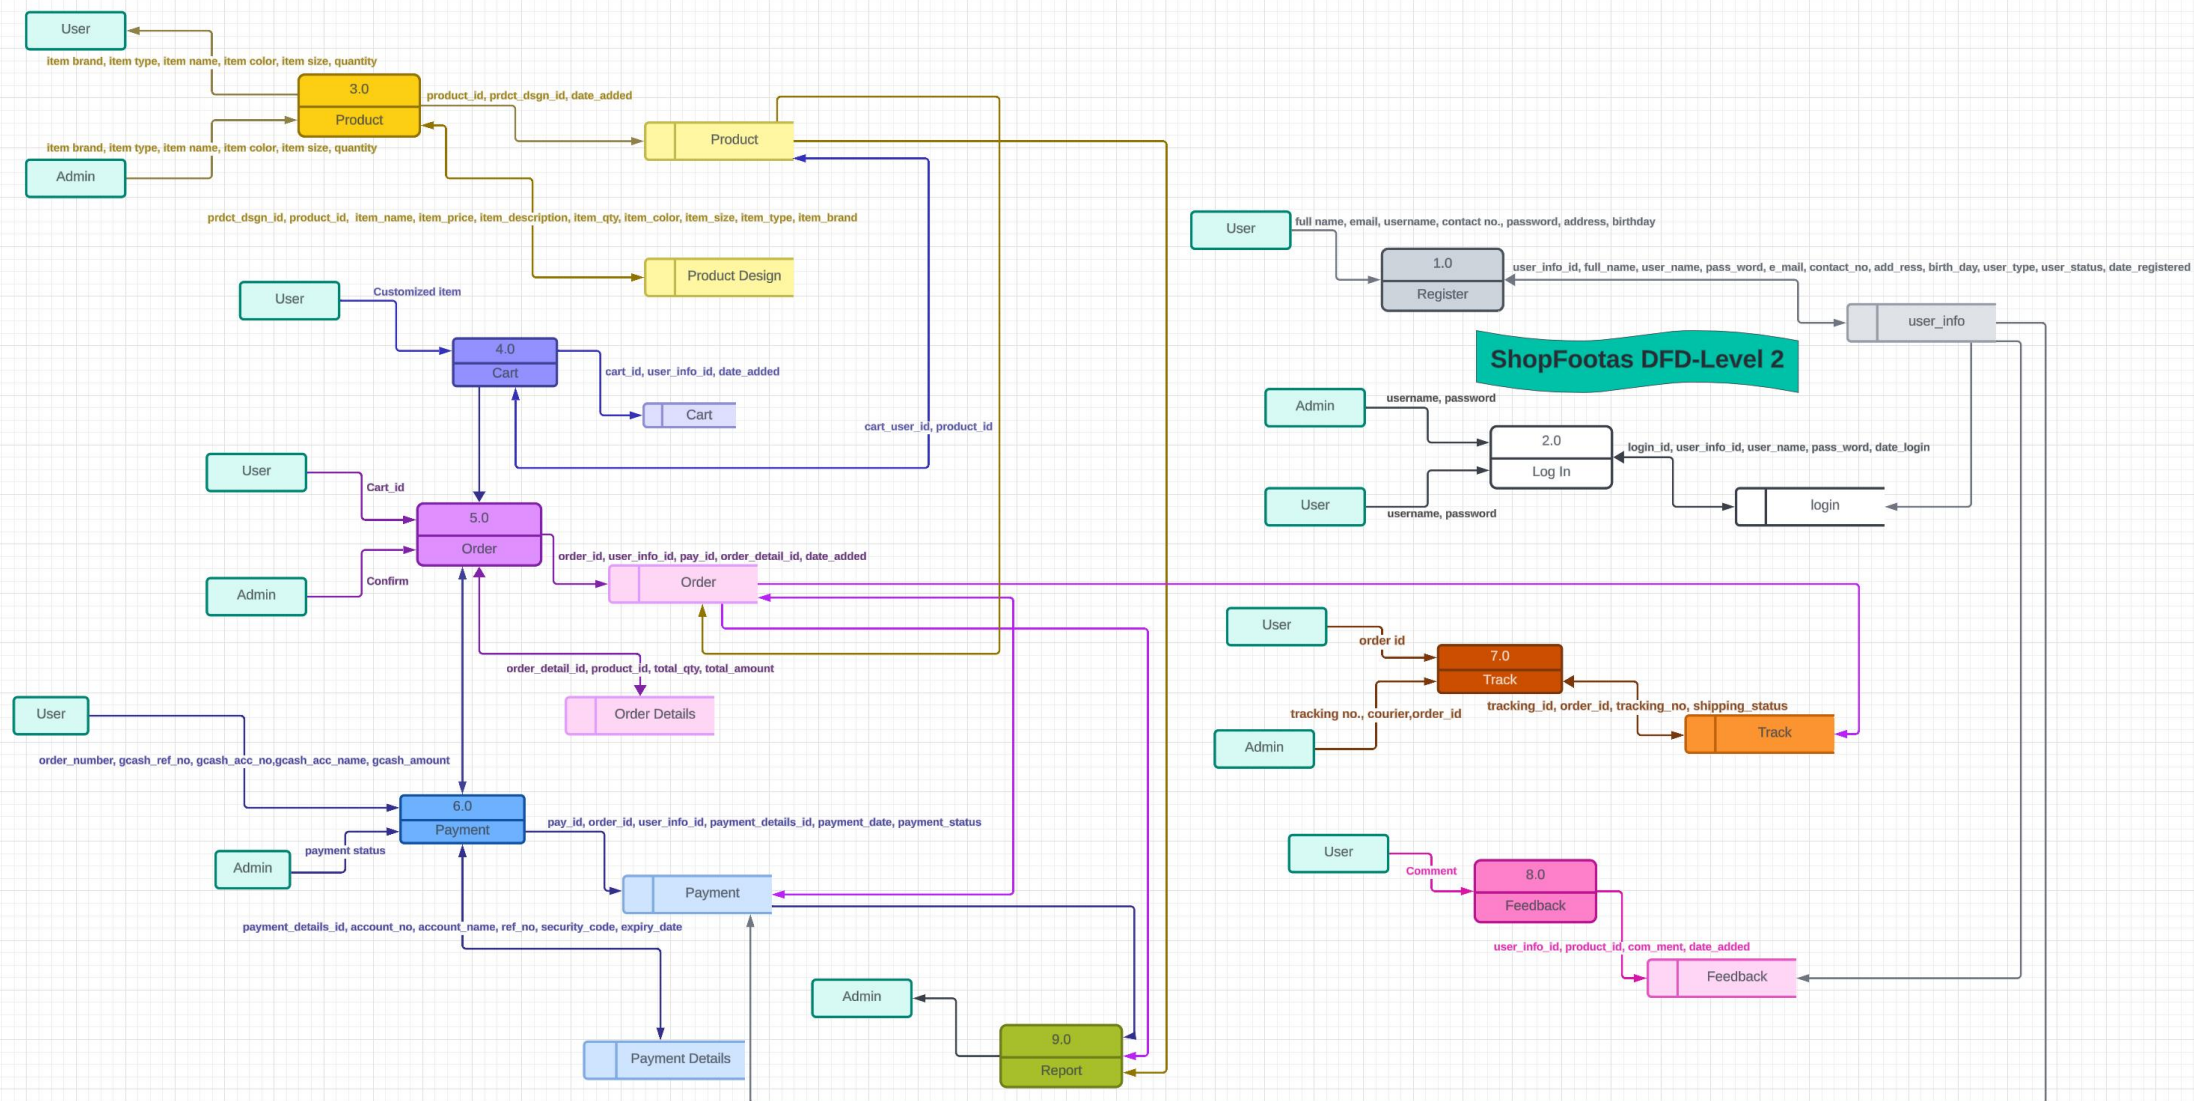 User
item brand, item type, item name, item color, item size, quantity
3.0
Product
product_id, prdct_dsgn_id, date_added
Product
item brand, item type, item name, item color, item size, quantity
Admin
prdct_dsgn_id, product_id, item_name, item_price, item_description, item_qty, item_color, item_size, item_type, item_brand
Product Design
User
Customized item
4.0
Cart
cart_id, user_info_id, date_added
Cart
cart_user_id, product_id
User
Cart_id
5.0
Order
order_id, user_info_id, pay_id, order_detail_id, date_added
Order
Confirm
Admin
order_detail_id, product_id, total_qty, total_amount
Order Details
User
order_number, gcash_ref_no, gcash_acc_no,gcash_acc_name, gcash_amount
6.0
Payment
pay_id, order_id, user_info_id, payment_details_id, payment_date, payment_status
payment status
Admin
Payment
payment_details_id, account_no, account_name, ref_no, security_code, expiry_date
Payment Details
Admin
9.0
Report
User
full name, email, username, contact no., password, address, birthday
1.0
Register
user_info_id, full_name, user_name, pass_word, e_mail, contact_no, add_ress, birth_day, user_type, user_status, date_registered
user_info
ShopFootas DFD-Level 2
Admin
username, password
2.0
Log In
login_id, user_info_id, user_name, pass_word, date_login
login
User
username, password
User
order id
7.0
Track
tracking_id, order_id, tracking_no, shipping_status
tracking no., courier,order_id
Admin
Track
User
Comment
8.0
Feedback
user_info_id, product_id, com_ment, date_added
Feedback